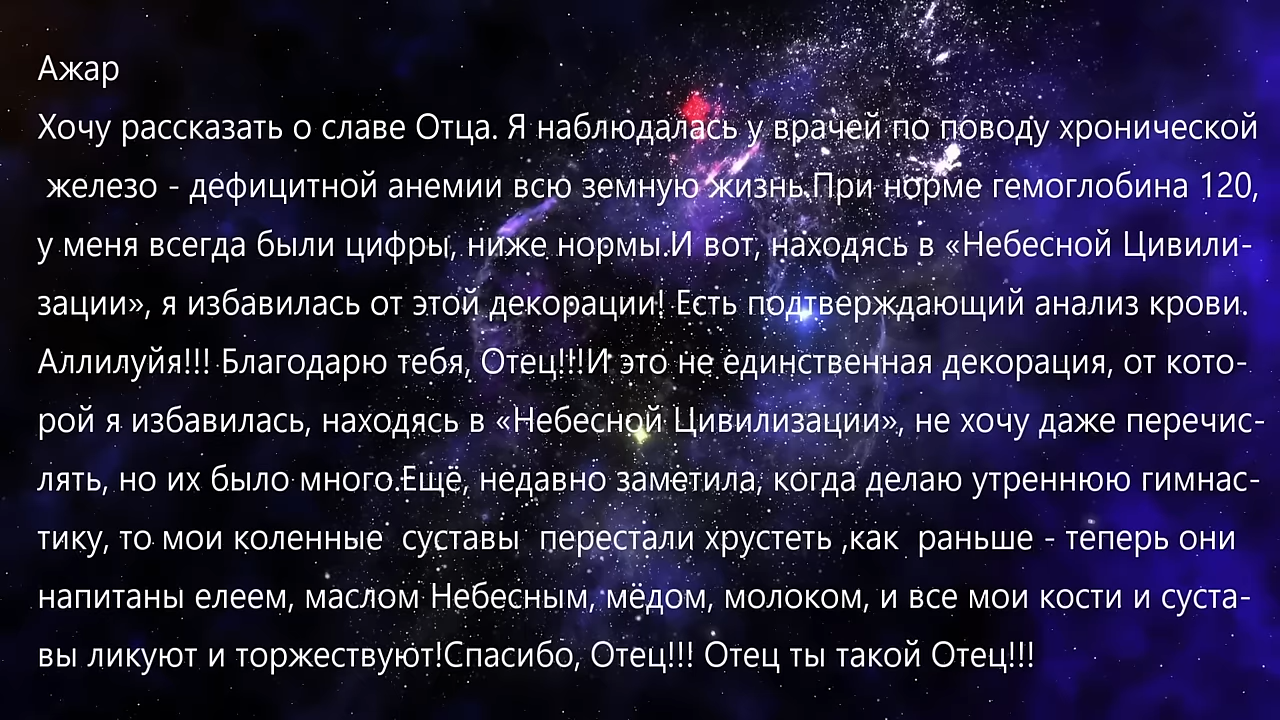 Ажар
Хочу рассказать о славе Отца. Я наблюдалась у врачей по поводу хронической
железо - дефицитной анемии всю земную жизнь.При норме гемоглобина 120,
у меня всегда были цифры, ниже нормы.И вот, находясь в «Небесной Цивили-
зации», я избавилась от этой декорации! Есть подтверждающий анализ крови.
Аллилуйя!!! Благодарю тебя, Отец!!!И это не единственная декорация, от кото-
рой я избавилась, находясь в «Небесной Цивилизации», не хочу даже перечис-
лять, но их было много.Ещё, недавно заметила, когда делаю утреннюю гимнас-
тику, то мои коленные  суставы  перестали хрустеть ,как  раньше - теперь они
напитаны елеем, маслом Небесным, мёдом, молоком, и все мои кости и суста-
вы ликуют и торжествуют!Спасибо, Отец!!! Отец ты такой Отец!!!